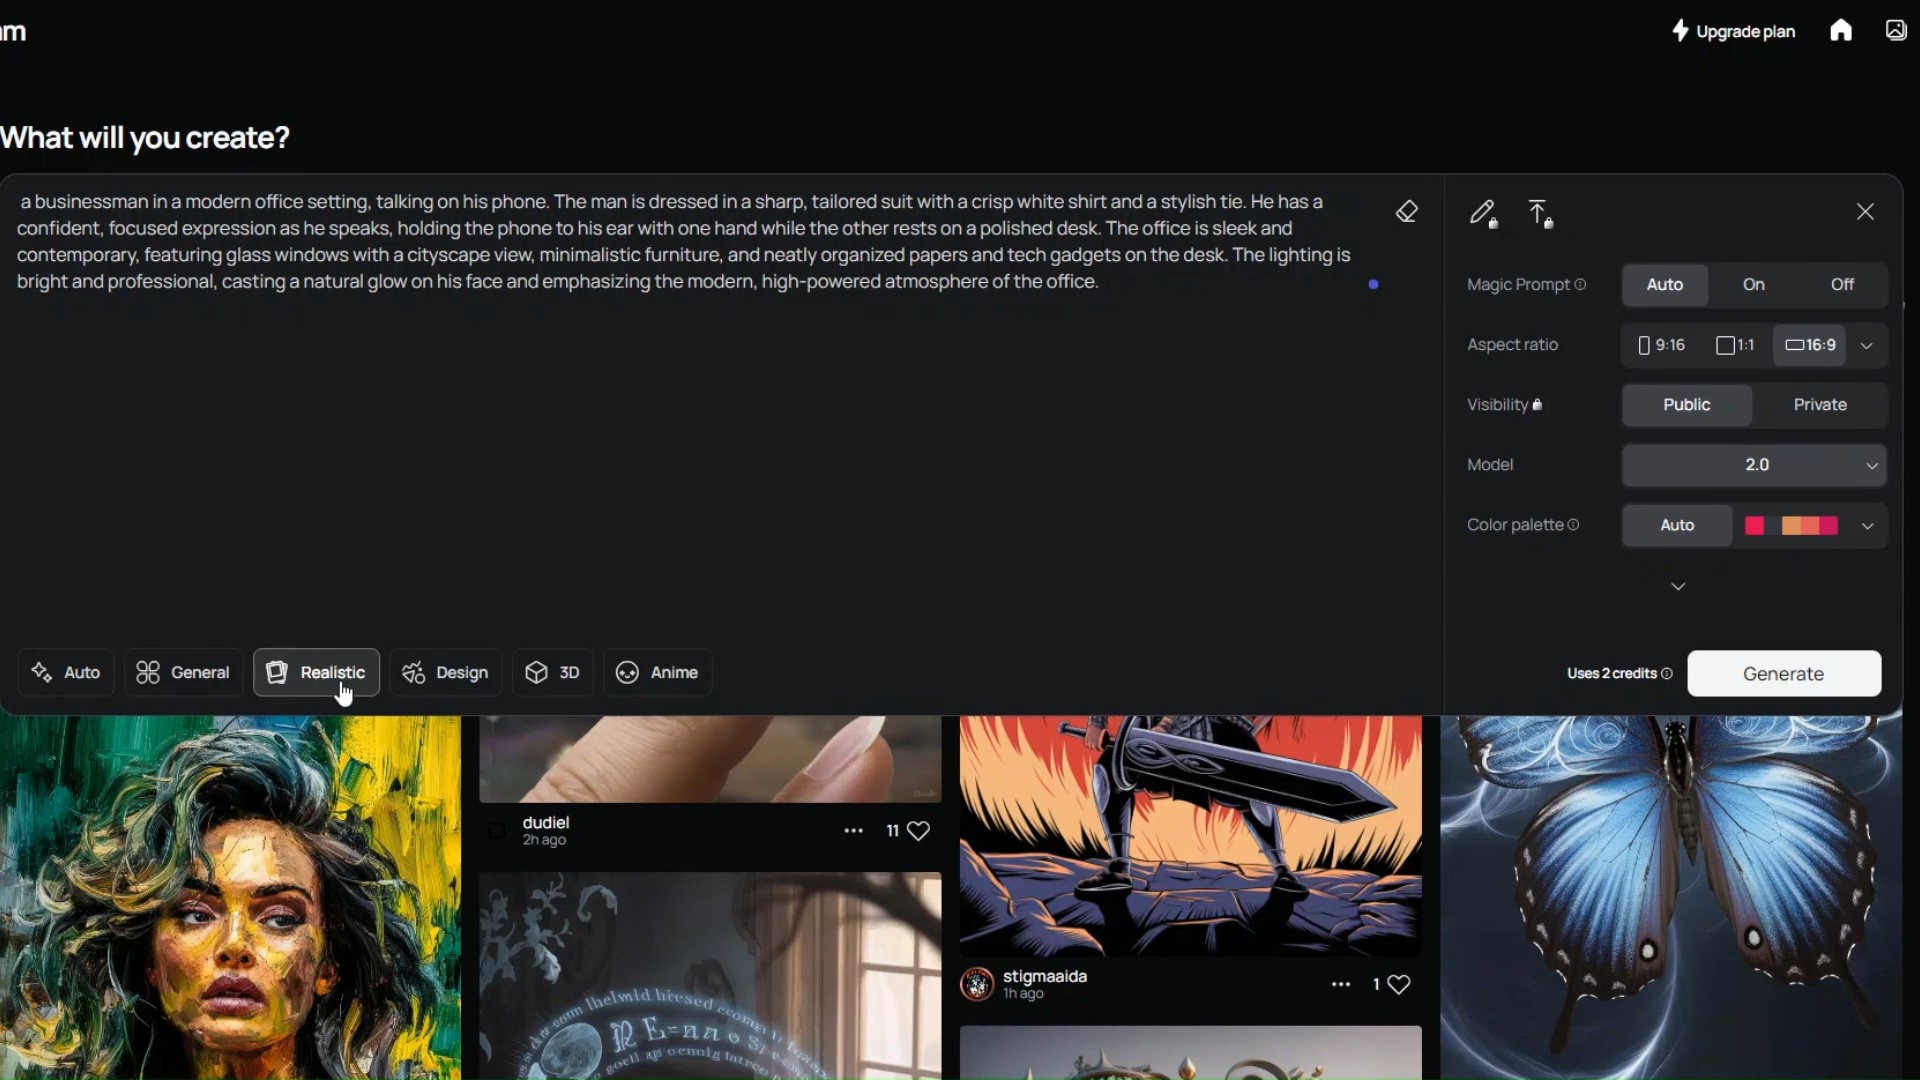 am
Upgrade plan
What will you create?
a businessman in a modern office setting, talking on his phone. The man is dressed in a sharp, tailored suit with a crisp white shirt and a stylish tie. He has a
confident, focused expression as he speaks, holding the phone to his ear with one hand while the other rests on a polished desk. The office is sleek and
contemporary, featuring glass windows with a cityscape view, minimalistic furniture, and neatly organized papers and tech gadgets on the desk. The lighting is
bright and professional, casting a natural glow on his face and emphasizing the modern, high-powered atmosphere of the office.
Magic Prompt Auto On Off
Aspect ratio 9:16 1:1 16:9
Visibility Public Private
Model 2.0
Color palette Auto
Auto General Realistic Design 3D Anime
Uses 2 credits Generate
dudiel
2h ago
11
stigmaaida
1h ago
1